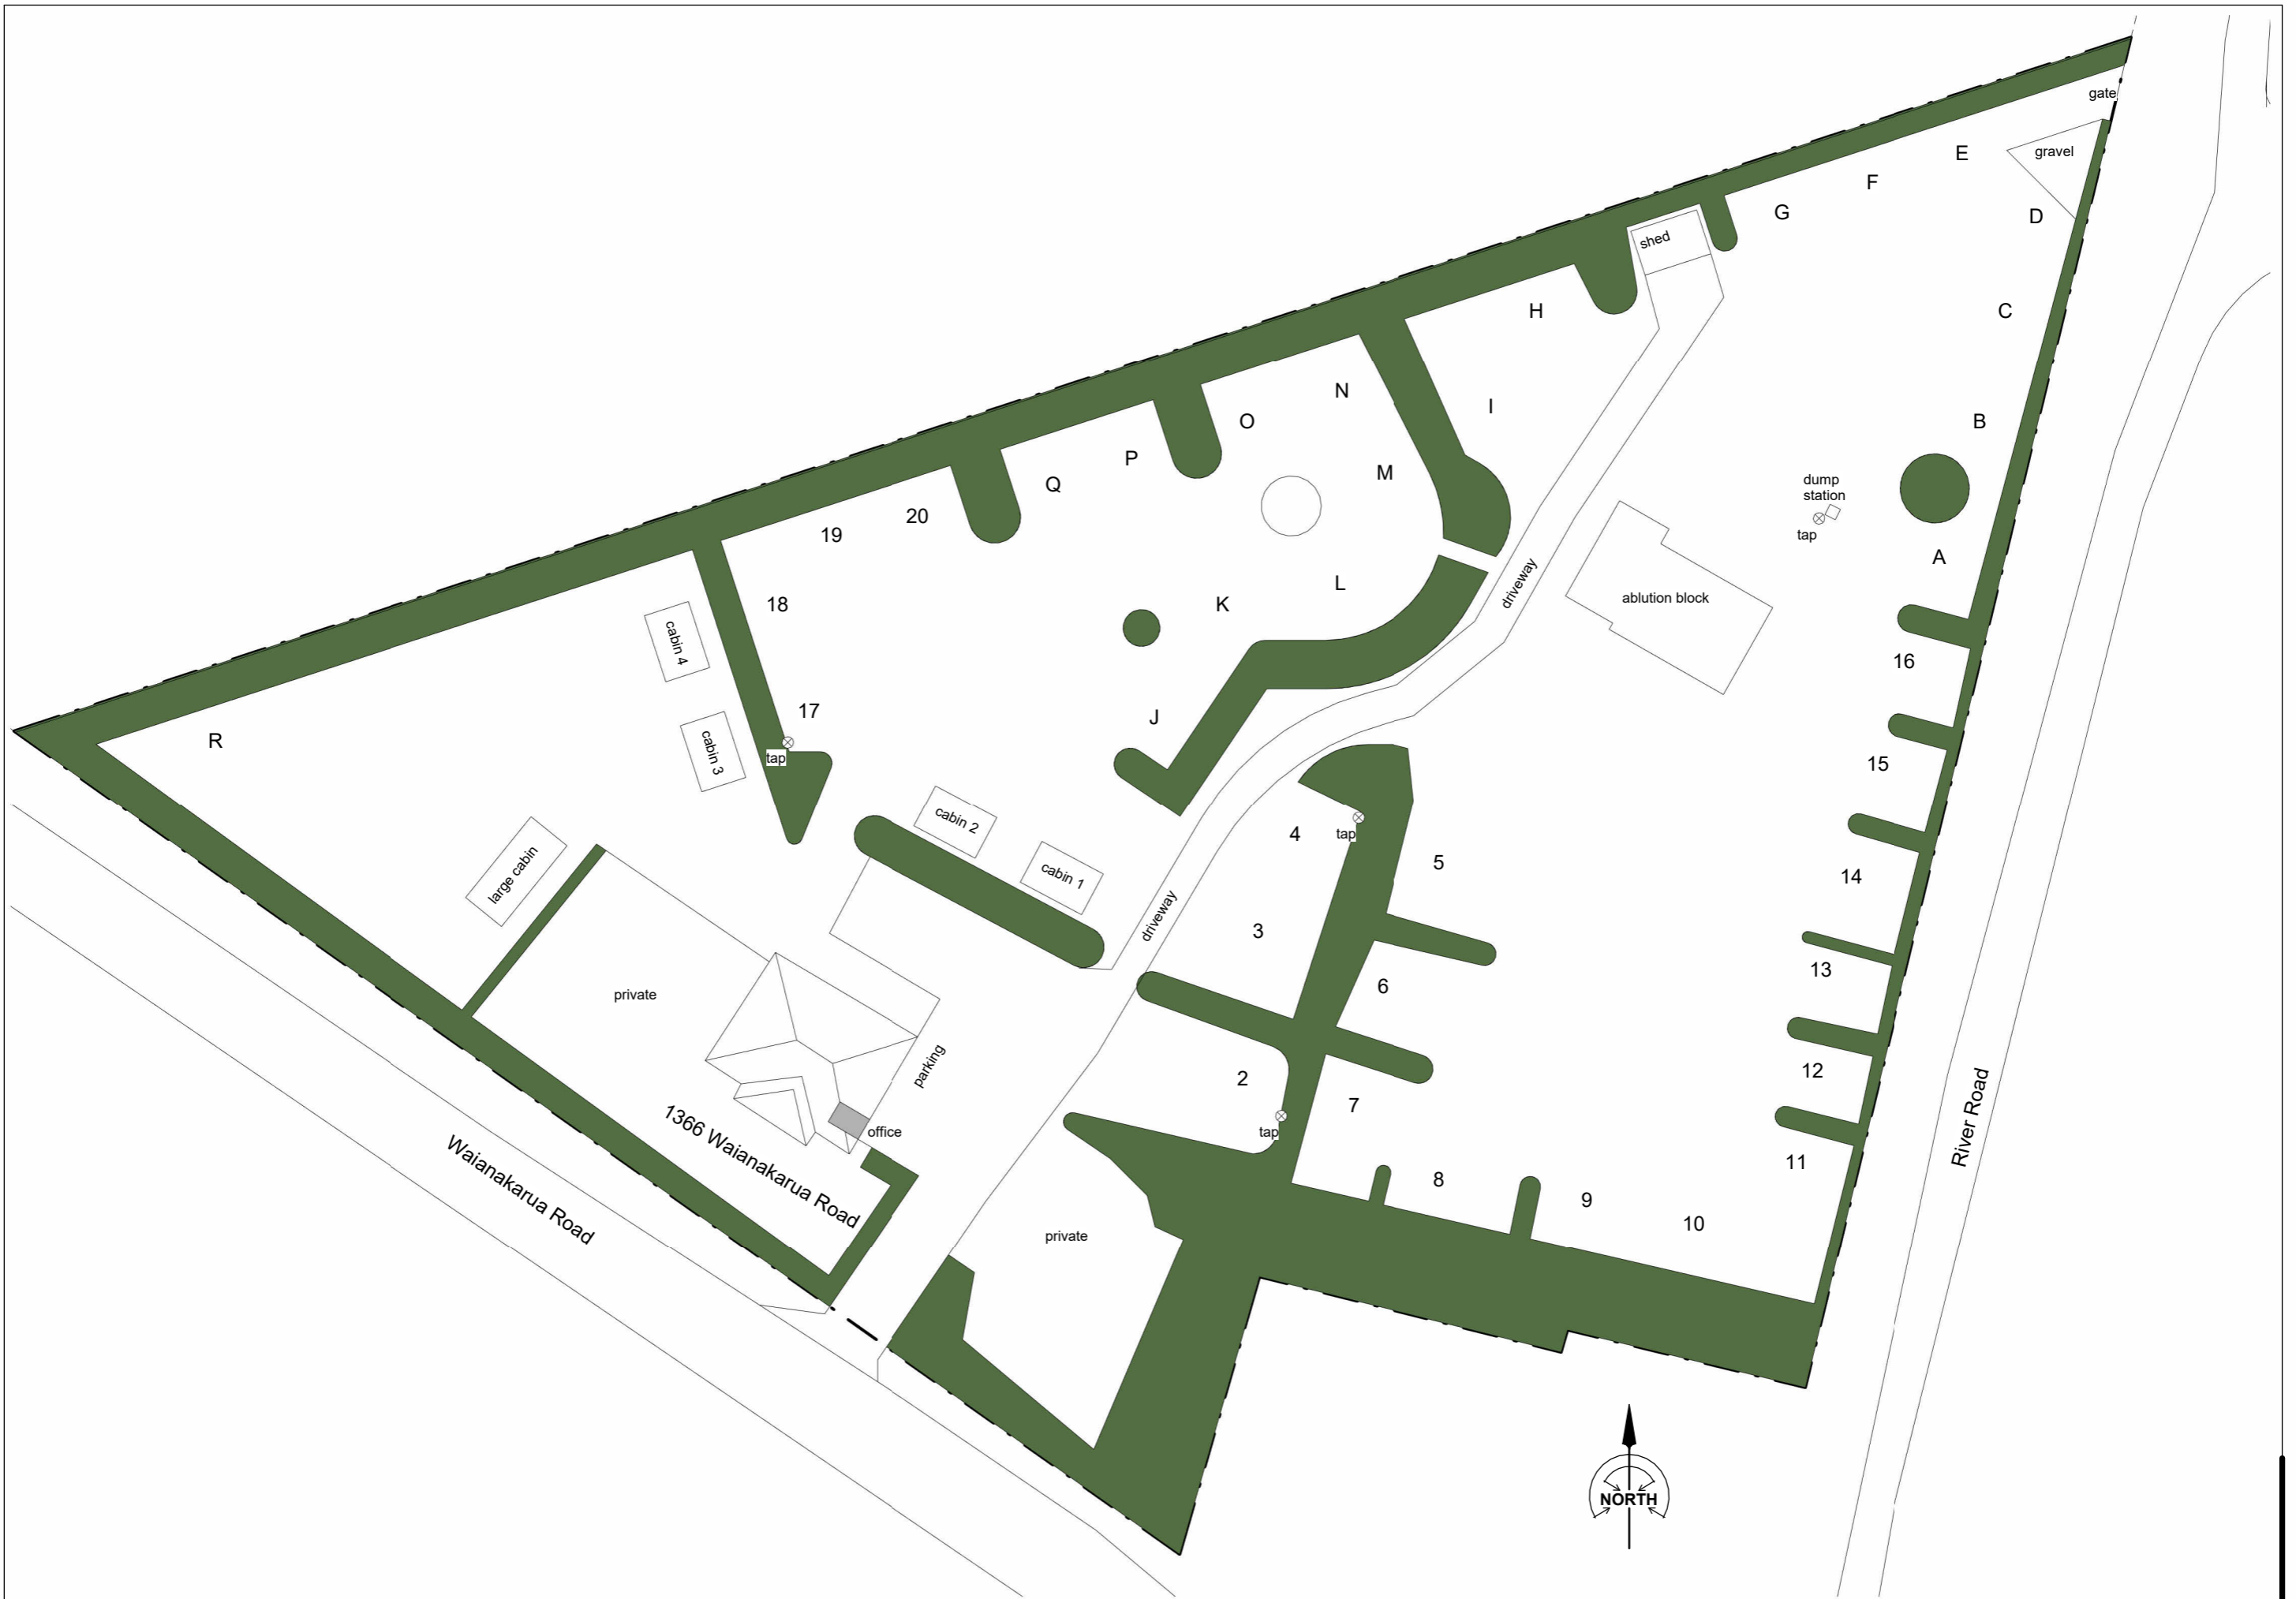 gate
gravel
E
F
G
D
shed
C
H
N
I
B
O
P
M
Q
dump
station
tap
20
19
A
driveway
L
K
ablution block
18
cabin 4
16
17
J
R
cabin 3
tap
15
cabin 2
4
tap
5
14
cabin 1
large cabin
driveway
3
13
6
private
parking
2
12
7
tap
office
1366 Waianakarua Road
Waianakarua Road
River Road
11
8
9
10
private
NORTH